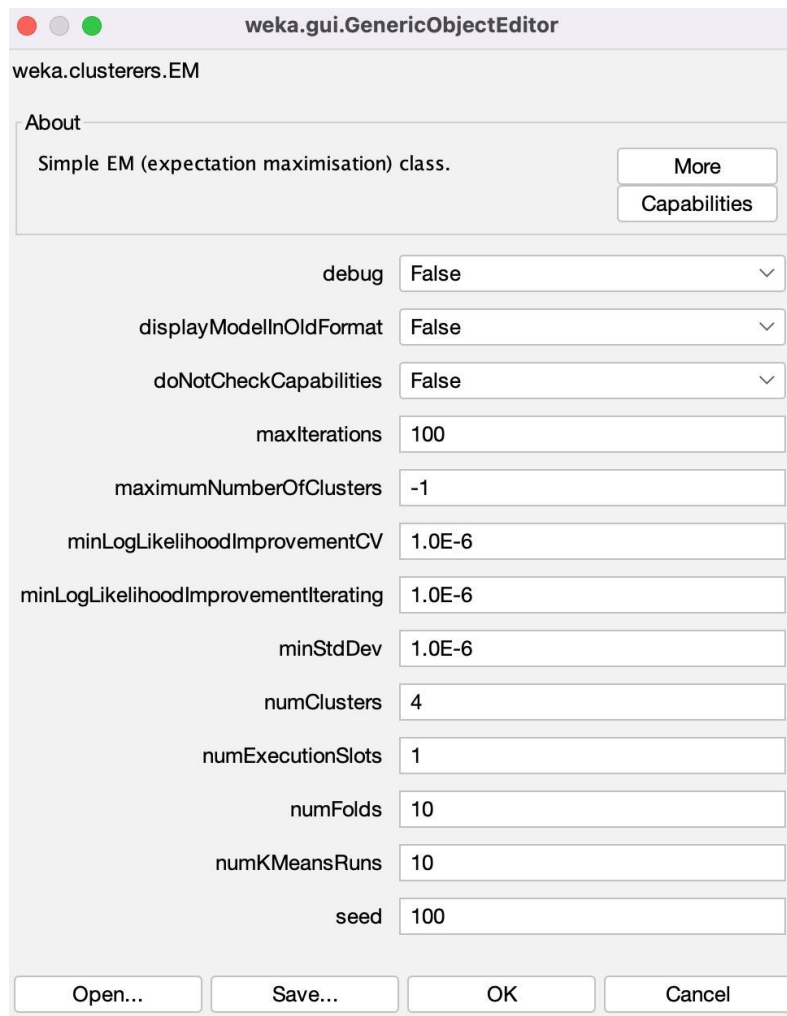 weka.gui.GenericObjectEditor
weka.clusterers.EM
About
Simple EM (expectation maximisation) class.
More
Capabilities
debug False
displayModelInOldFormat False
doNotCheckCapabilities False
maxIterations 100
maximumNumberOfClusters -1
minLogLikelihoodImprovementCV 1.0E-6
minLogLikelihoodImprovementIterating 1.0E-6
minStdDev 1.0E-6
numClusters 4
numExecutionSlots 1
numFolds 10
numKMeansRuns 10
seed 100
Open... Save... OK Cancel